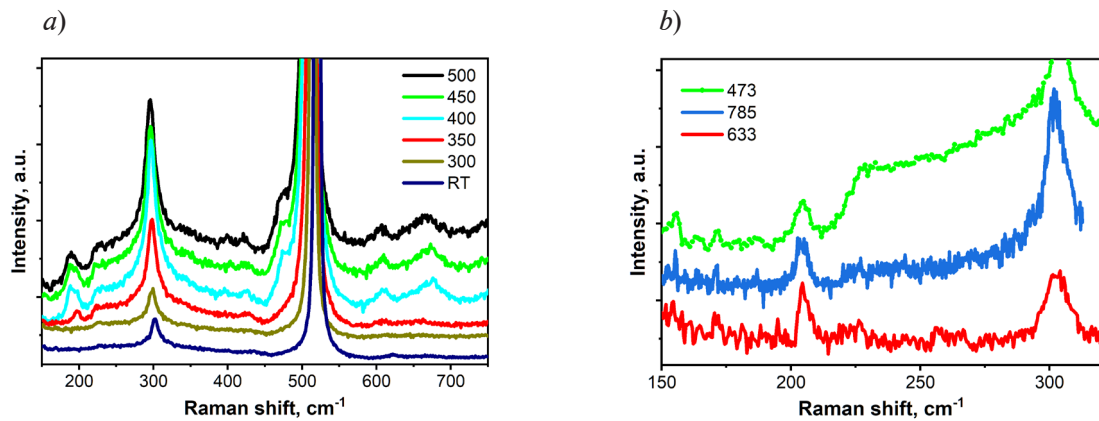 a)
b)
Intensity, a.u.
500
450
400
350
300
RT
200 300 400 500 600 700
Raman shift, cm-1
Intensity, a.u.
473
785
633
150 200 250 300
Raman shift, cm-1